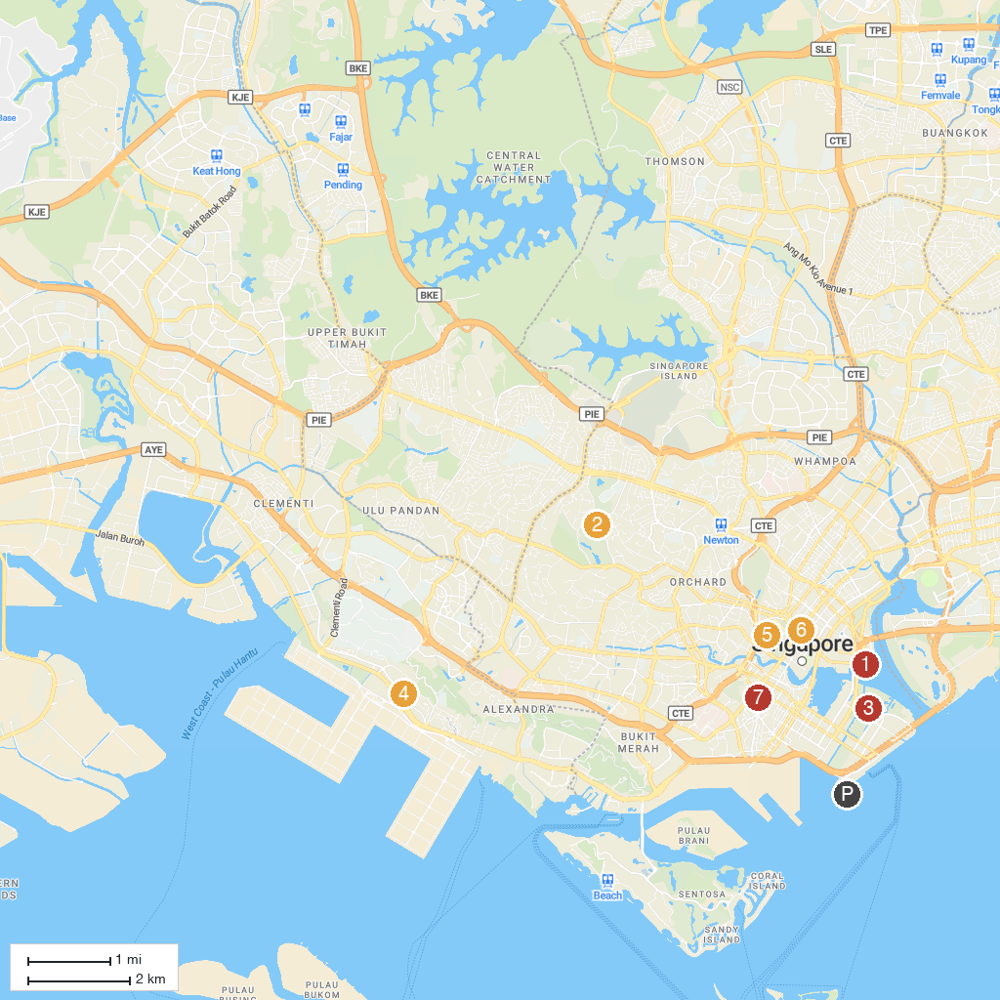 TPE
SLE
BKE
Kupang
NSC
KJE
Fernvale
Tongk
Base
Fajar
BUANGKOK
CTE
CENTRAL
WATER
CATCHMENT
THOMSON
Keat Hong
Pending
KJE
Bukit Batok Road
Ang Mo Kio Avenue 1
BKE
UPPER BUKIT
TIMAH
SINGAPORE
ISLAND
CTE
PIE
PIE
PIE
AYE
WHAMPOA
CLEMENTI
ULU PANDAN
2
CTE
Jalan Buroh
Newton
Clementi Road
ORCHARD
5
6
Singapore
1
West Coast - Pulau Hantu
4
7
3
ALEXANDRA
CTE
BUKIT
MERAH
P
PULAU
BRANI
ERN
DS
Beach
SENTOSA
CORAL
ISLAND
SANDY
ISLAND
1 mi
2 km
PULAU
BUSING
PULAU
BUKOM